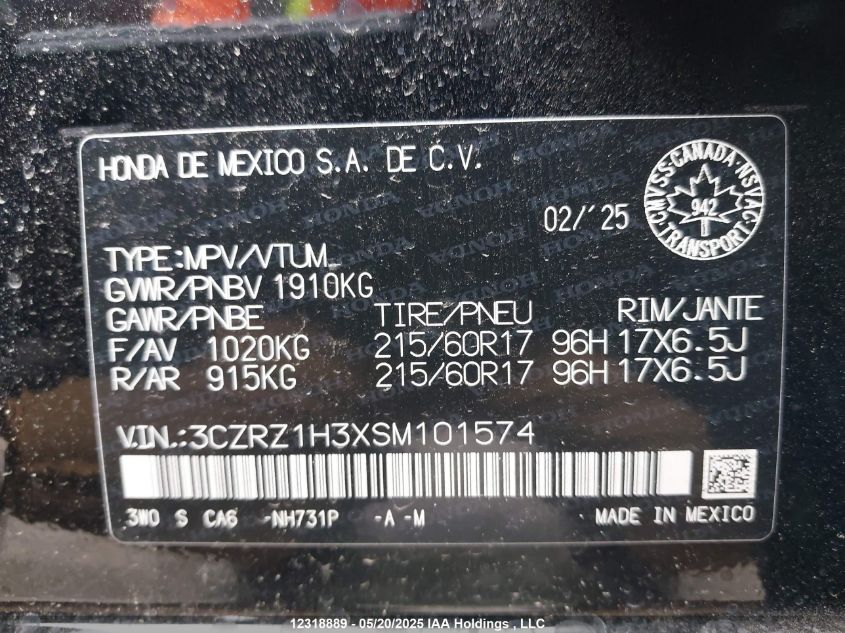 HONDA DE MEXICO S.A. DE C.V.
02/'25
CMVSS-CANADA-NSVAC
942
TRANSPORT
TYPE:MPV/VTUM
GVWR/PNBV 1910KG
GAWR/PNBE TIRE/PNEU RIM/JANTE
F/AV 1020KG 215/60R17 96H 17X6.5J
R/AR 915KG 215/60R17 96H 17X6.5J
V.I.N.:3CZRZ1H3XSM101574
3W0 S CA6 -NH731P -A -M MADE IN MEXICO
12318889 - 05/20/2025 IAA Holdings , LLC